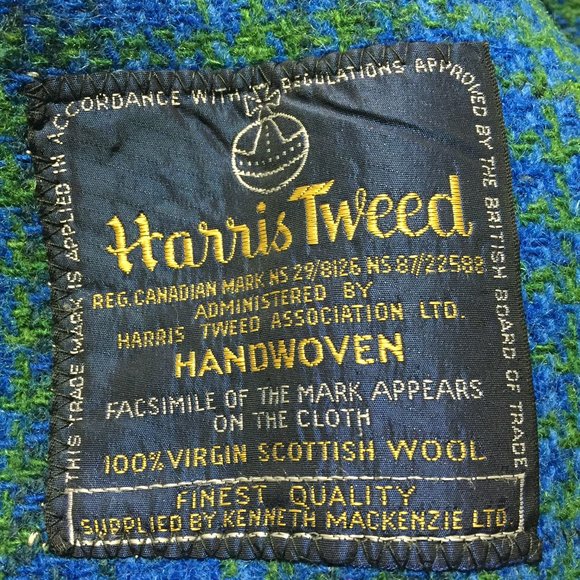 THIS TRADE MARK IS APPLIED IN ACCORDANCE WITH REGULATIONS APPROVED BY THE BRITISH BOARD OF TRADE
Harris Tweed
REG. CANADIAN MARK NS 29/8126 NS 87/22588
ADMINISTERED BY
HARRIS TWEED ASSOCIATION LTD.
HANDWOVEN
FACSIMILE OF THE MARK APPEARS
ON THE CLOTH
100% VIRGIN SCOTTISH WOOL
FINEST QUALITY
SUPPLIED BY KENNETH MACKENZIE LTD